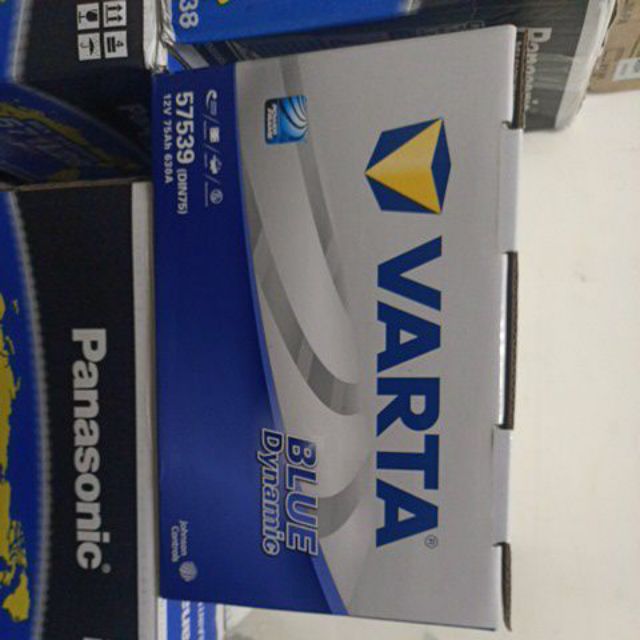 VARTA®
BLUE
Dynamic
57539 (DIN75)
12V 75Ah 630A
Johnson
Controls
Panasonic
38